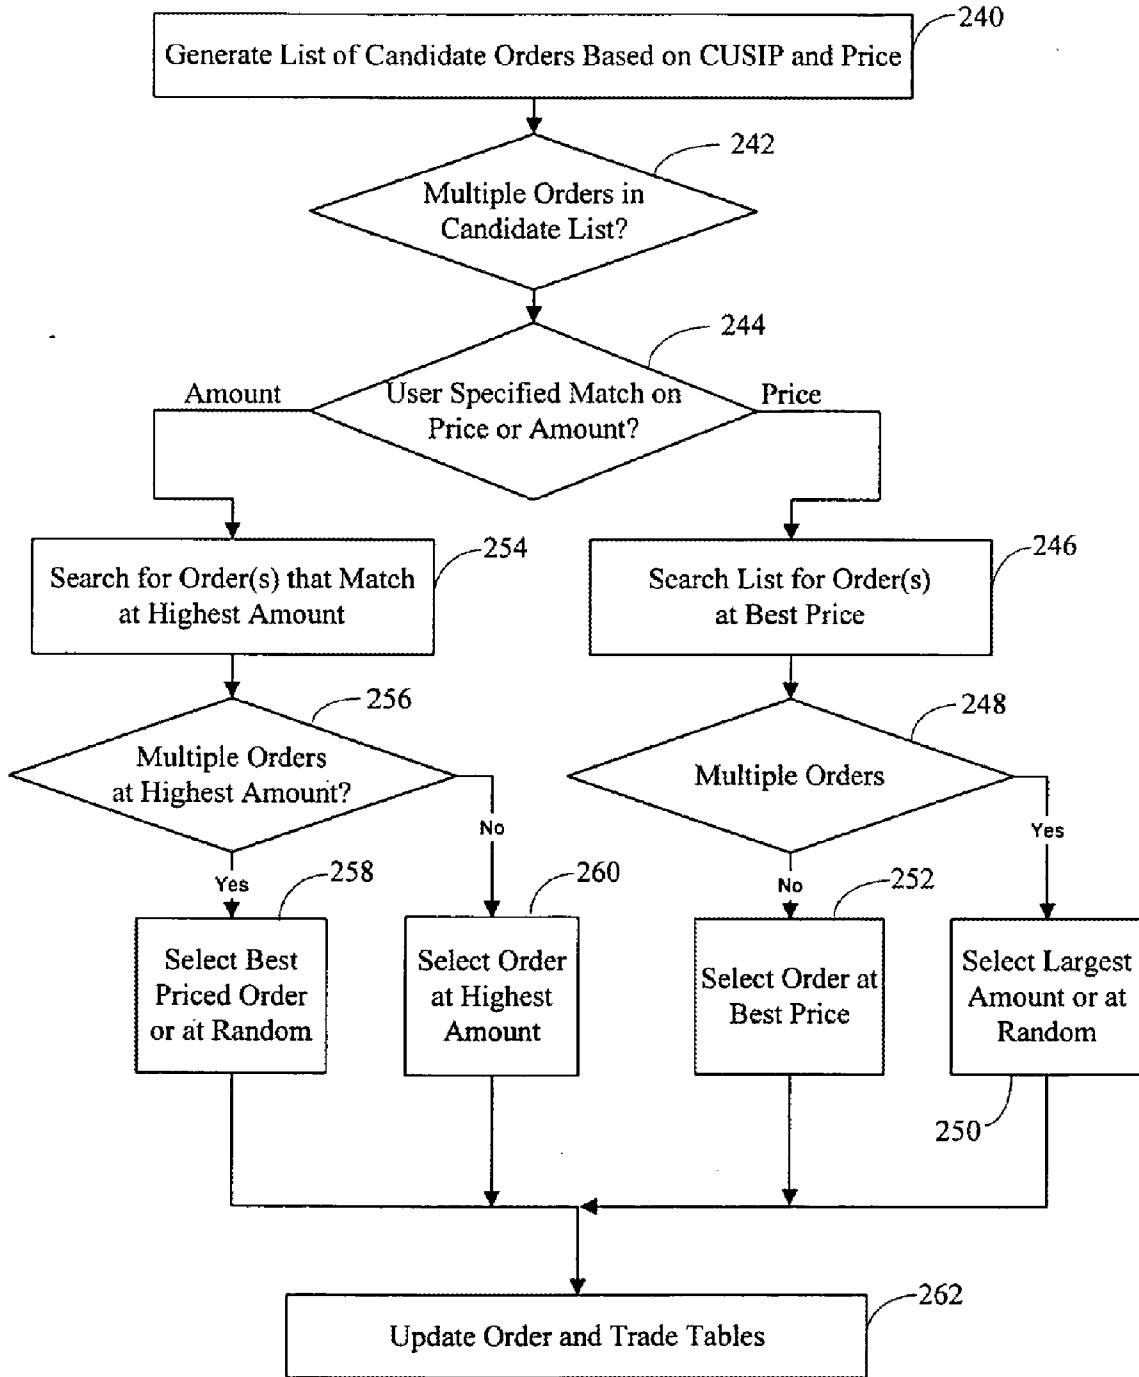 240
Generate List of Candidate Orders Based on CUSIP and Price
242
Multiple Orders in
Candidate List?
244
Amount
User Specified Match on
Price or Amount?
Price
254
Search for Order(s) that Match
at Highest Amount
246
Search List for Order(s)
at Best Price
256
Multiple Orders
at Highest Amount?
248
Multiple Orders
Yes
No
No
Yes
258
Select Best
Priced Order
or at Random
260
Select Order
at Highest
Amount
252
Select Order at
Best Price
Select Largest
Amount or at
Random
250
262
Update Order and Trade Tables